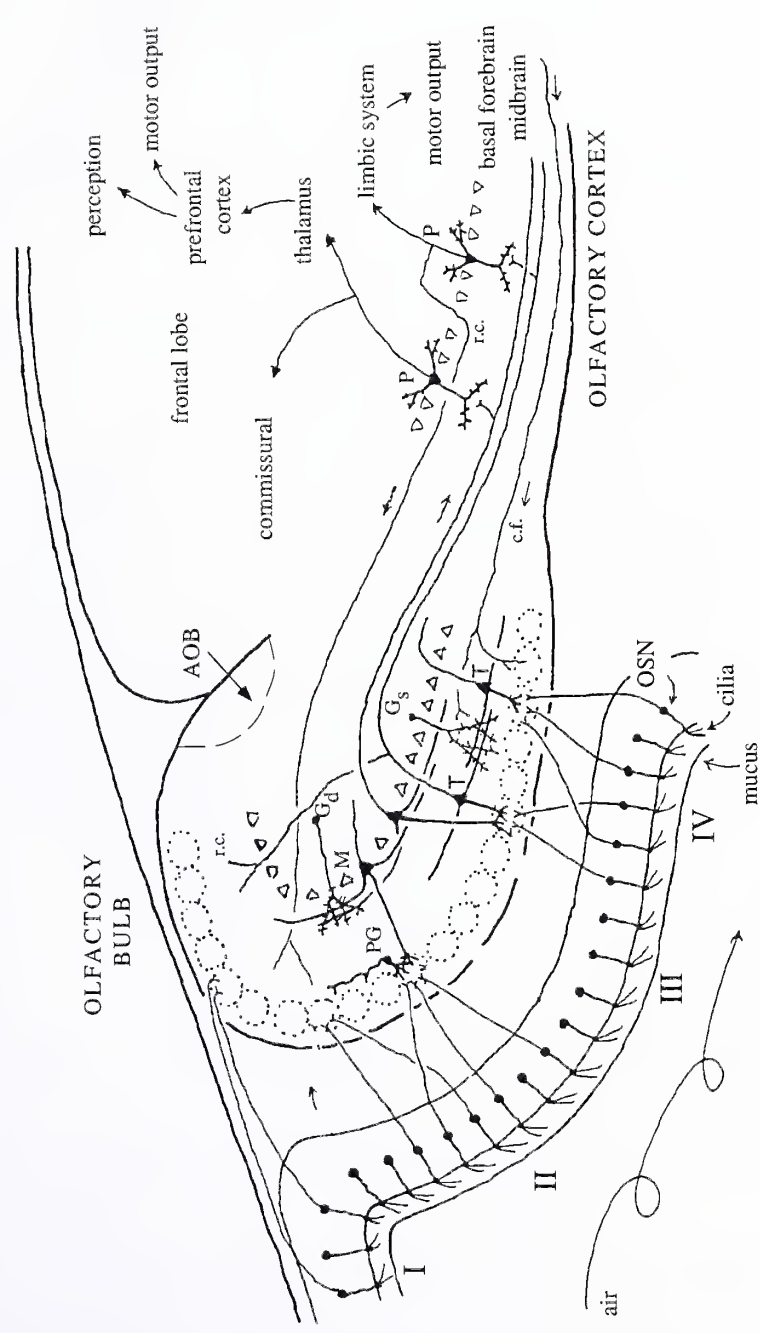 OLFACTORY
BULB
AOB
commissural
frontal lobe
thalamus
prefrontal
cortex
perception
motor output
limbic system
motor output
basal forebrain
midbrain
OLFACTORY CORTEX
P
P
r.c.
r.c.
c.f.
Gd
M
PG
Gs
T
T
OSN
cilia
mucus
I
II
III
IV
air